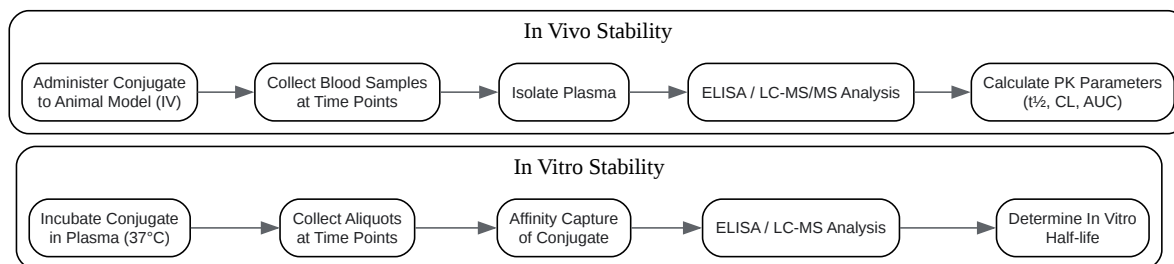 In Vivo Stability
Administer Conjugate
to Animal Model (IV)
Collect Blood Samples
at Time Points
Isolate Plasma
ELISA / LC-MS/MS Analysis
Calculate PK Parameters
(t½, CL, AUC)
In Vitro Stability
Incubate Conjugate
in Plasma (37°C)
Collect Aliquots
at Time Points
Affinity Capture
of Conjugate
ELISA / LC-MS Analysis
Determine In Vitro
Half-life